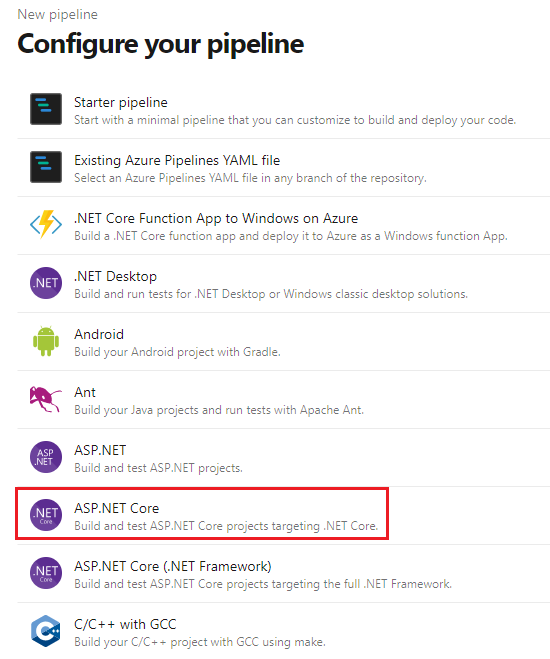 New pipeline
Configure your pipeline
Starter pipeline
Start with a minimal pipeline that you can customize to build and deploy your code.
Existing Azure Pipelines YAML file
Select an Azure Pipelines YAML file in any branch of the repository.
.NET Core Function App to Windows on Azure
Build a .NET Core function app and deploy it to Azure as a Windows function App.
.NET
.NET Desktop
Build and run tests for .NET Desktop or Windows classic desktop solutions.
Android
Build your Android project with Gradle.
Ant
Build your Java projects and run tests with Apache Ant.
ASP
.NET
ASP.NET
Build and test ASP.NET projects.
.NET
Core
ASP.NET Core
Build and test ASP.NET Core projects targeting .NET Core.
.NET
Core
ASP.NET Core (.NET Framework)
Build and test ASP.NET Core projects targeting the full .NET Framework.
C/C++ with GCC
Build your C/C++ project with GCC using make.